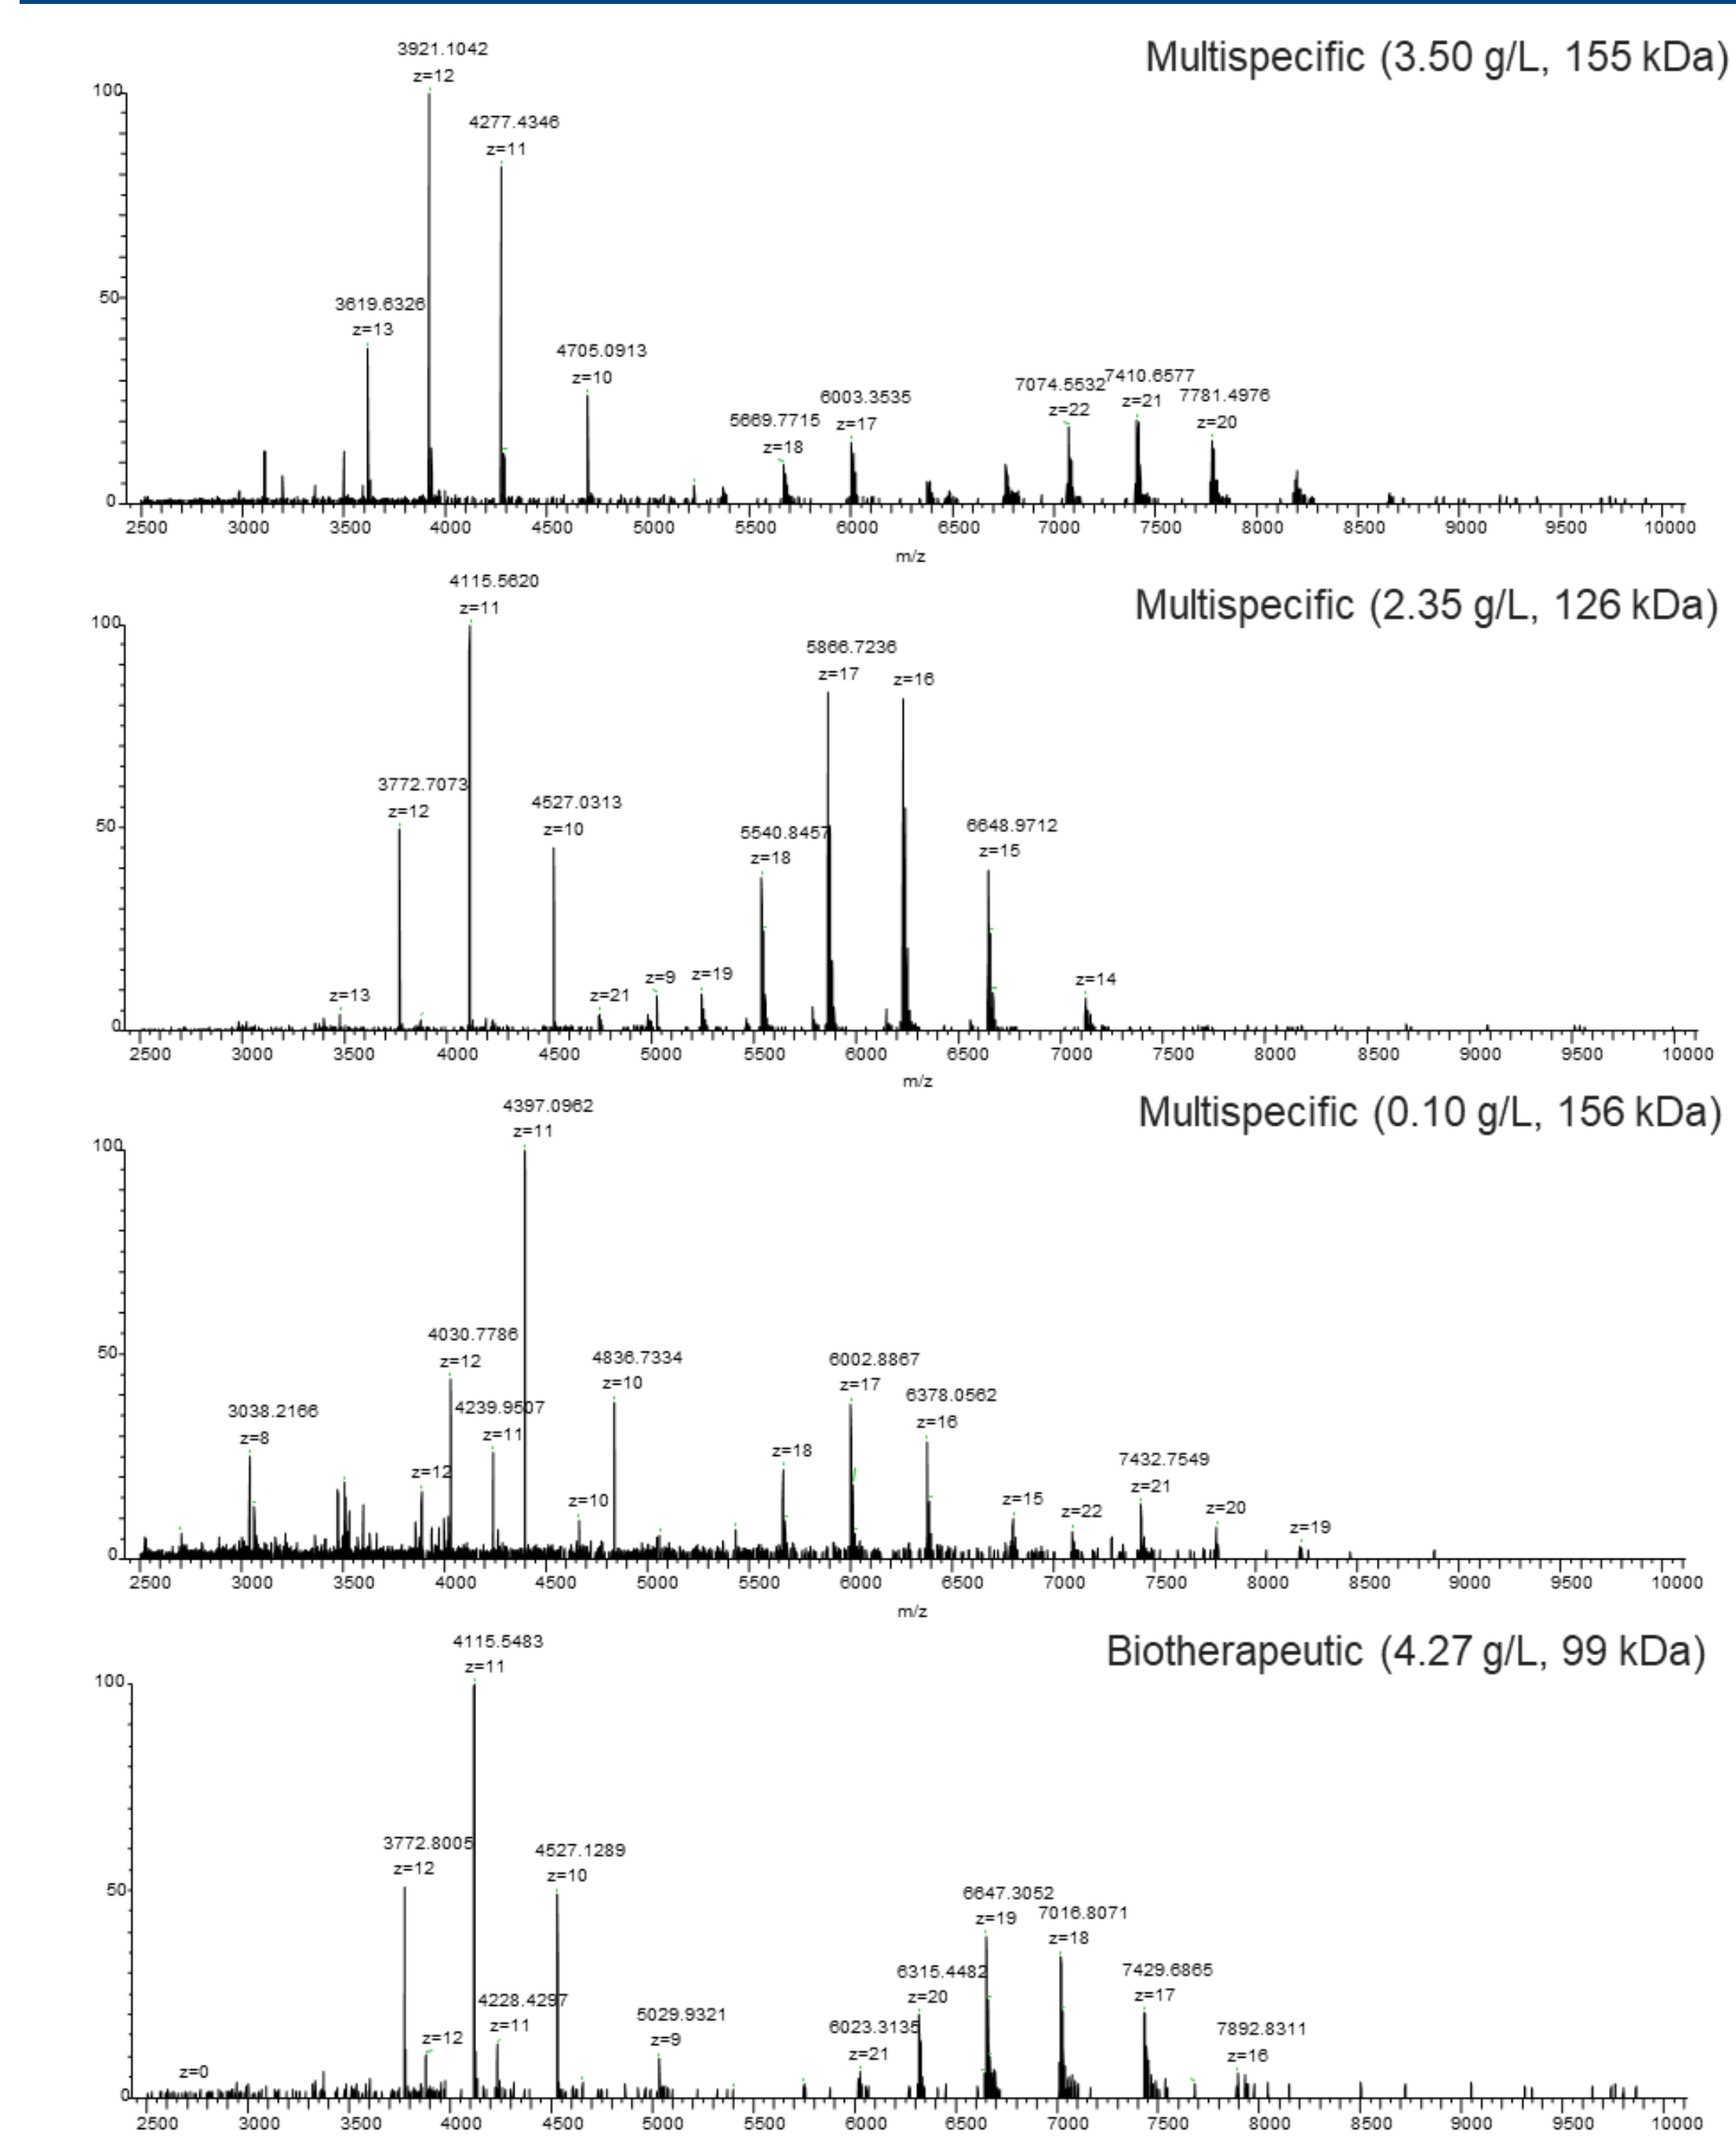 Multispecific (3.50 g/L, 155 kDa)
3921.1042
z=12
4277.4346
z=11
3619.6326
z=13
4705.0913
z=10
5669.7715
z=18
6003.3535
z=17
7074.5532
z=22
7410.6577
z=21
7781.4976
z=20
100
50
0
2500 3000 3500 4000 4500 5000 5500 6000 6500 7000 7500 8000 8500 9000 9500 10000
m/z
Multispecific (2.35 g/L, 126 kDa)
4115.5620
z=11
5866.7236
z=17
z=16
3772.7073
z=12
4527.0313
z=10
5540.8457
z=18
6648.9712
z=15
z=13
z=21
z=9
z=19
z=14
100
50
0
2500 3000 3500 4000 4500 5000 5500 6000 6500 7000 7500 8000 8500 9000 9500 10000
m/z
Multispecific (0.10 g/L, 156 kDa)
4397.0962
z=11
4030.7786
z=12
4836.7334
z=10
6002.8867
z=17
6378.0562
z=16
3038.2166
z=8
4239.9507
z=11
z=12
z=10
z=18
z=15
z=22
7432.7549
z=21
z=20
z=19
100
50
0
2500 3000 3500 4000 4500 5000 5500 6000 6500 7000 7500 8000 8500 9000 9500 10000
m/z
Biotherapeutic (4.27 g/L, 99 kDa)
4115.5483
z=11
3772.8005
z=12
4527.1289
z=10
6647.3052
z=19
7016.8071
z=18
6315.4482
z=20
7429.6865
z=17
4228.4297
z=11
z=12
5029.9321
z=9
6023.3135
z=21
7892.8311
z=16
z=0
100
50
0
2500 3000 3500 4000 4500 5000 5500 6000 6500 7000 7500 8000 8500 9000 9500 10000